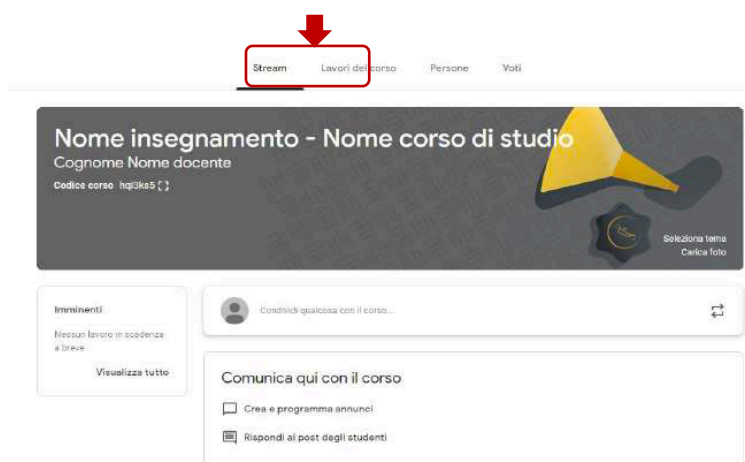 Stream Lavori del corso Persone Voti
Nome insegnamento - Nome corso di studio
Cognome Nome docente
Codice corso hql3ks5
Seleziona tema
Carica foto
Imminenti
Nessun lavoro in scadenza
a breve
Visualizza tutto
Condividi qualcosa con il corso...
Comunica qui con il corso
Crea e programma annunci
Rispondi ai post degli studenti